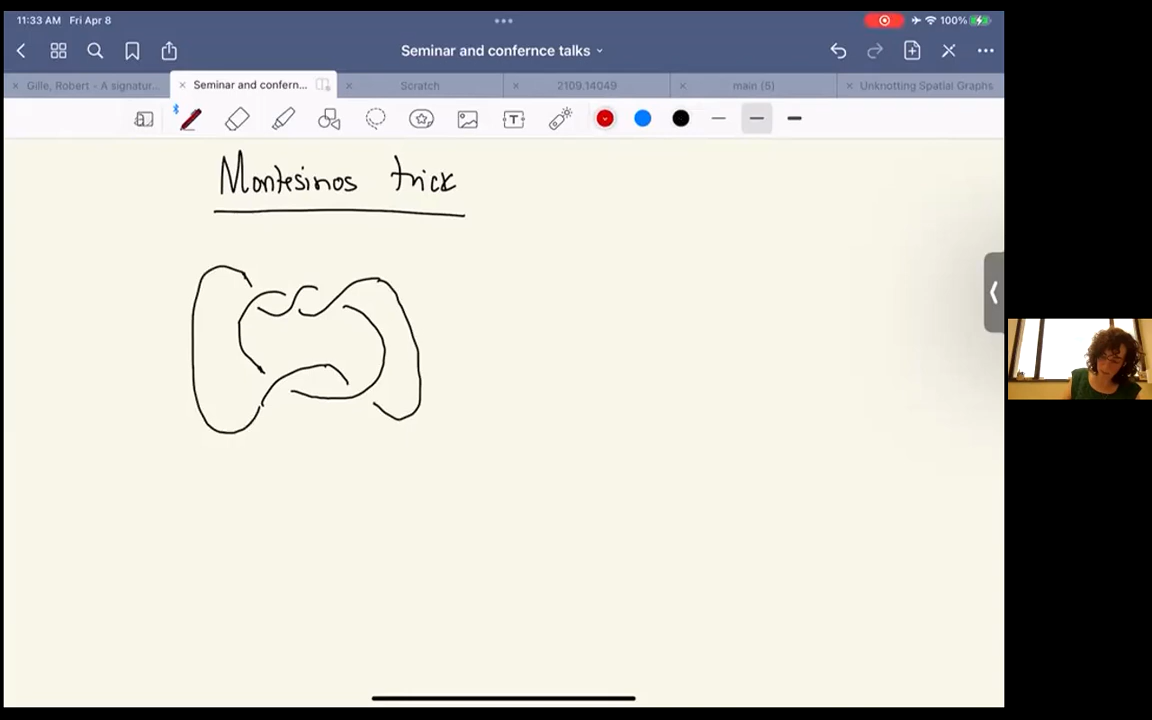 11:33 AM Fri Apr 8
100%
Seminar and confernce talks
Gille, Robert - A signatur...
Seminar and confern...
Scratch
2109.14049
main (5)
Unknotting Spatial Graphs
Montesinos trick